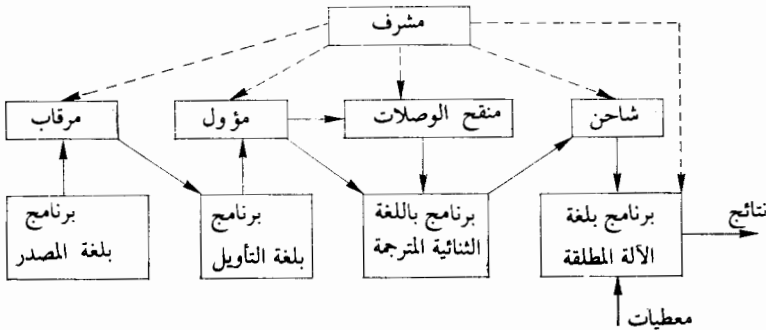 مشرف
شاحن
منقح الوصلات
مؤول
مرقاب
برنامج بلغة
الآلة المطلقة
برنامج باللغة
الثنائية المترجمة
برنامج
بلغة التأويل
برنامج
بلغة المصدر
نتائج
معطيات